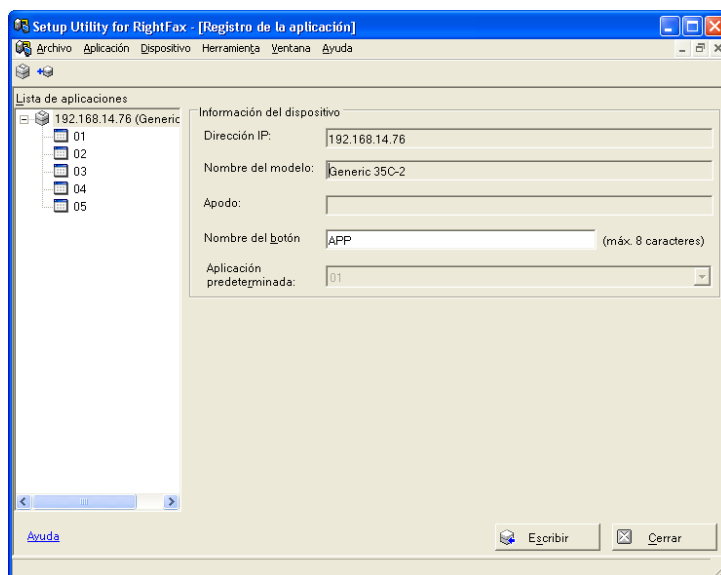 Setup Utility for RightFax - [Registro de la aplicación]
Archivo Aplicación Dispositivo Herramienta Ventana Ayuda
Lista de aplicaciones
192.168.14.76 (Generic
01
02
03
04
05
Información del dispositivo
Dirección IP: 192.168.14.76
Nombre del modelo: Generic 35C-2
Apodo:
Nombre del botón APP (máx. 8 caracteres)
Aplicación
predeterminada: 01
Ayuda
Escribir
Cerrar